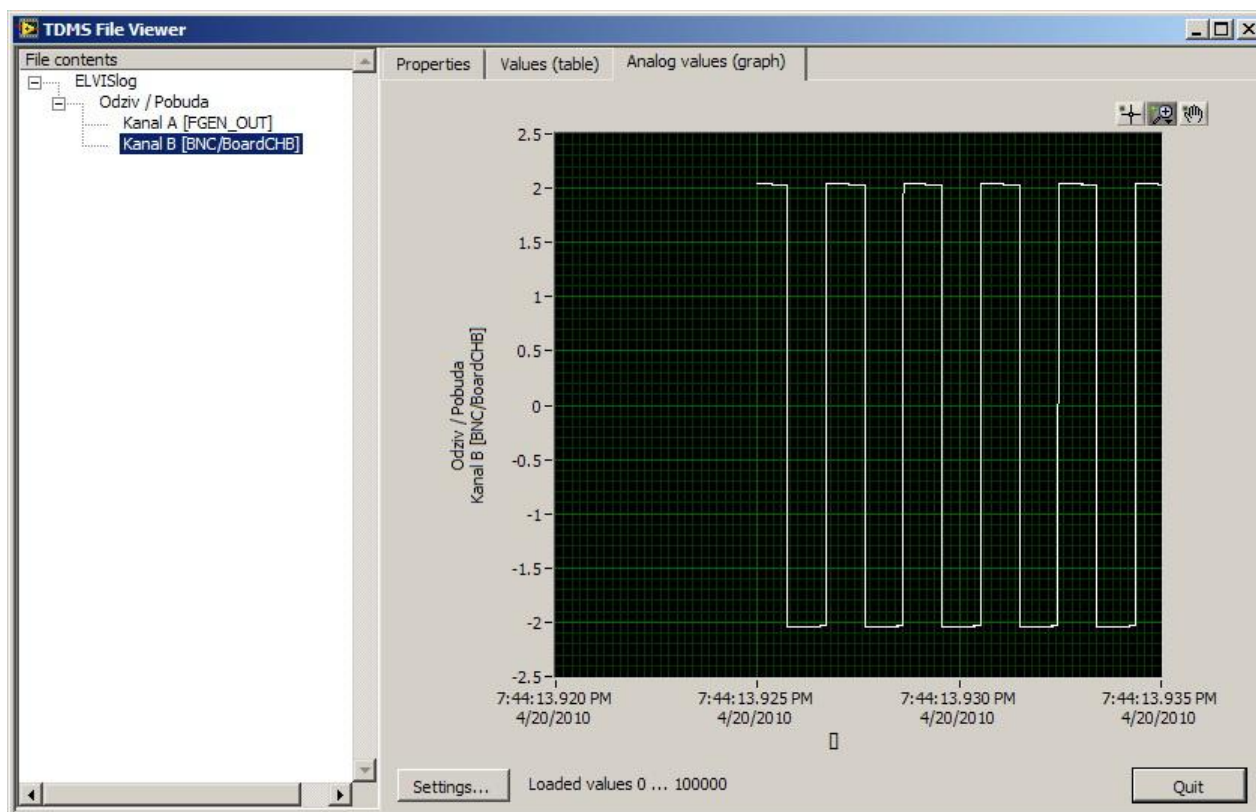 TDMS File Viewer
File contents
ELVISlog
Odziv / Pobuda
Kanal A [FGEN_OUT]
Kanal B [BNC/BoardCHB]
Properties
Values (table)
Analog values (graph)
2.5
2
1.5
1
0.5
0
-0.5
-1
-1.5
-2
-2.5
Odziv / Pobuda
Kanal B [BNC/BoardCHB]
7:44:13.920 PM
4/20/2010
7:44:13.925 PM
4/20/2010
7:44:13.930 PM
4/20/2010
7:44:13.935 PM
4/20/2010
Settings...
Loaded values 0 ... 100000
Quit